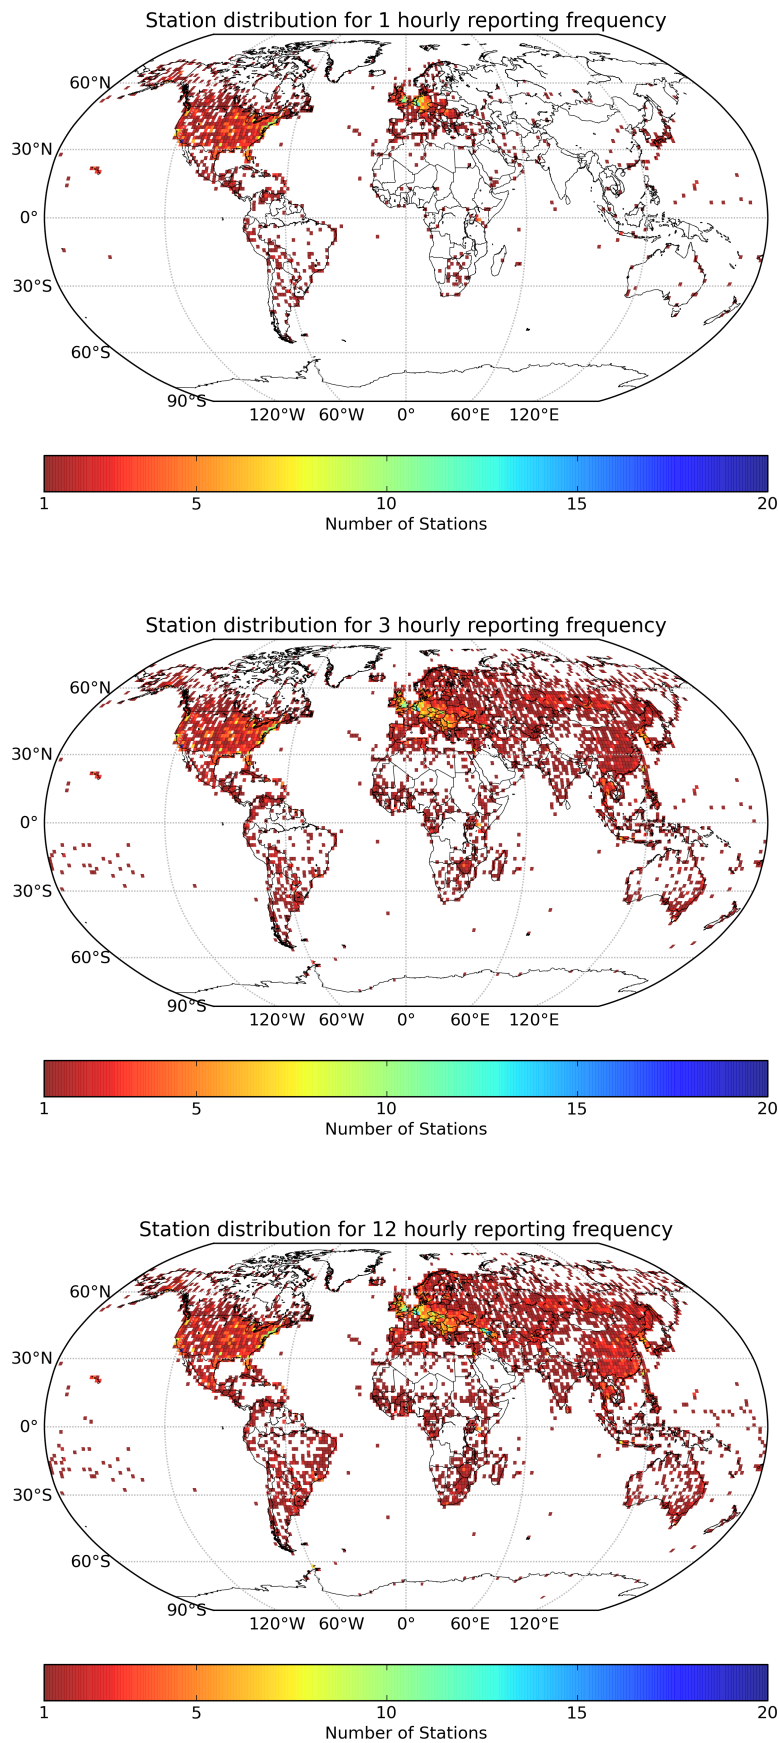 Station distribution for 1 hourly reporting frequency
60°N
30°N
0°
30°S
60°S
90°S
120°W 60°W 0° 60°E 120°E
1 5 10 15 20
Number of Stations
Station distribution for 3 hourly reporting frequency
60°N
30°N
0°
30°S
60°S
90°S
120°W 60°W 0° 60°E 120°E
1 5 10 15 20
Number of Stations
Station distribution for 12 hourly reporting frequency
60°N
30°N
0°
30°S
60°S
90°S
120°W 60°W 0° 60°E 120°E
1 5 10 15 20
Number of Stations